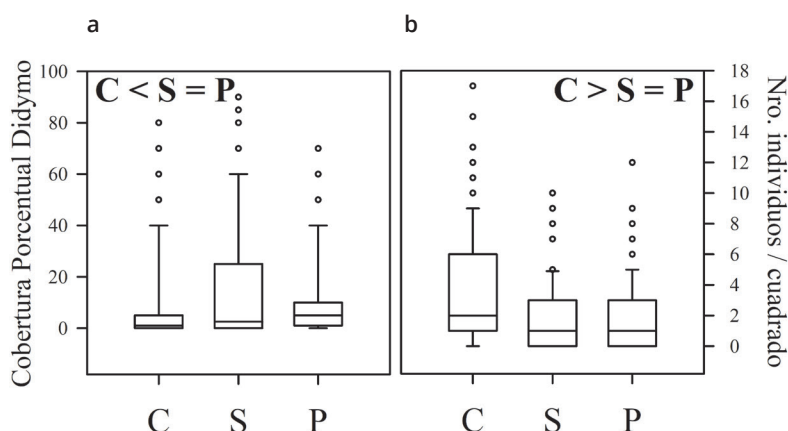 a
b
Cobertura Porcentual Didymo
100
80
60
40
20
0
C < S = P
C S P
C > S = P
18
16
14
12
10
8
6
4
2
0
Nro. individuos / cuadrado
C S P